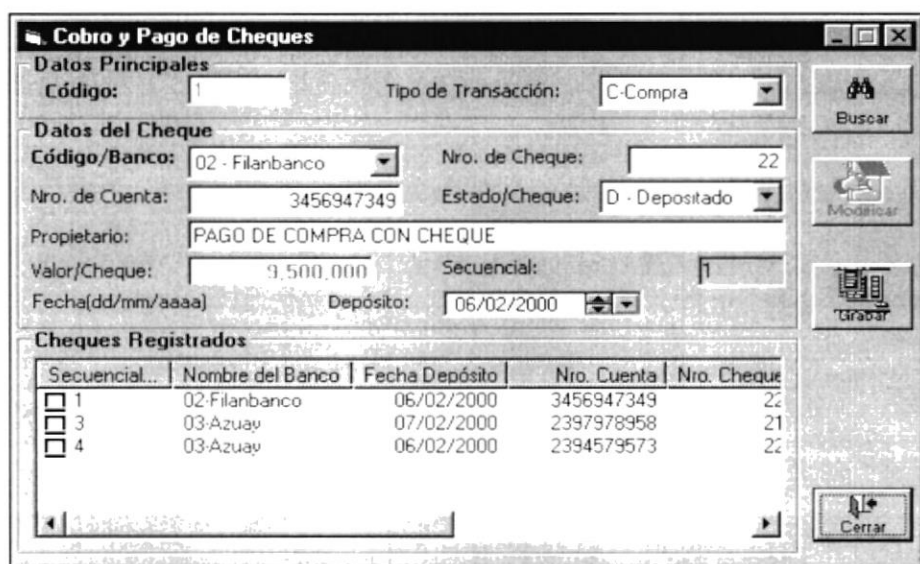 Cobro y Pago de Cheques
Datos Principales
Código: 1 Tipo de Transacción: C-Compra
Buscar
Datos del Cheque
Código/Banco: 02 - Filanbanco Nro. de Cheque: 22
Nro. de Cuenta: 3456947349 Estado/Cheque: D - Depositado
Modificar
Propietario: PAGO DE COMPRA CON CHEQUE
Valor/Cheque: 9,500,000 Secuencial: 1
Fecha(dd/mm/aaaa) Depósito: 06/02/2000
Grabar
Cheques Registrados
Secuencial... Nombre del Banco Fecha Depósito Nro. Cuenta Nro. Cheque
1 02-Filanbanco 06/02/2000 3456947349 22
3 03-Azuay 07/02/2000 2397978958 21
4 03-Azuay 06/02/2000 2394579573 22
Cerrar